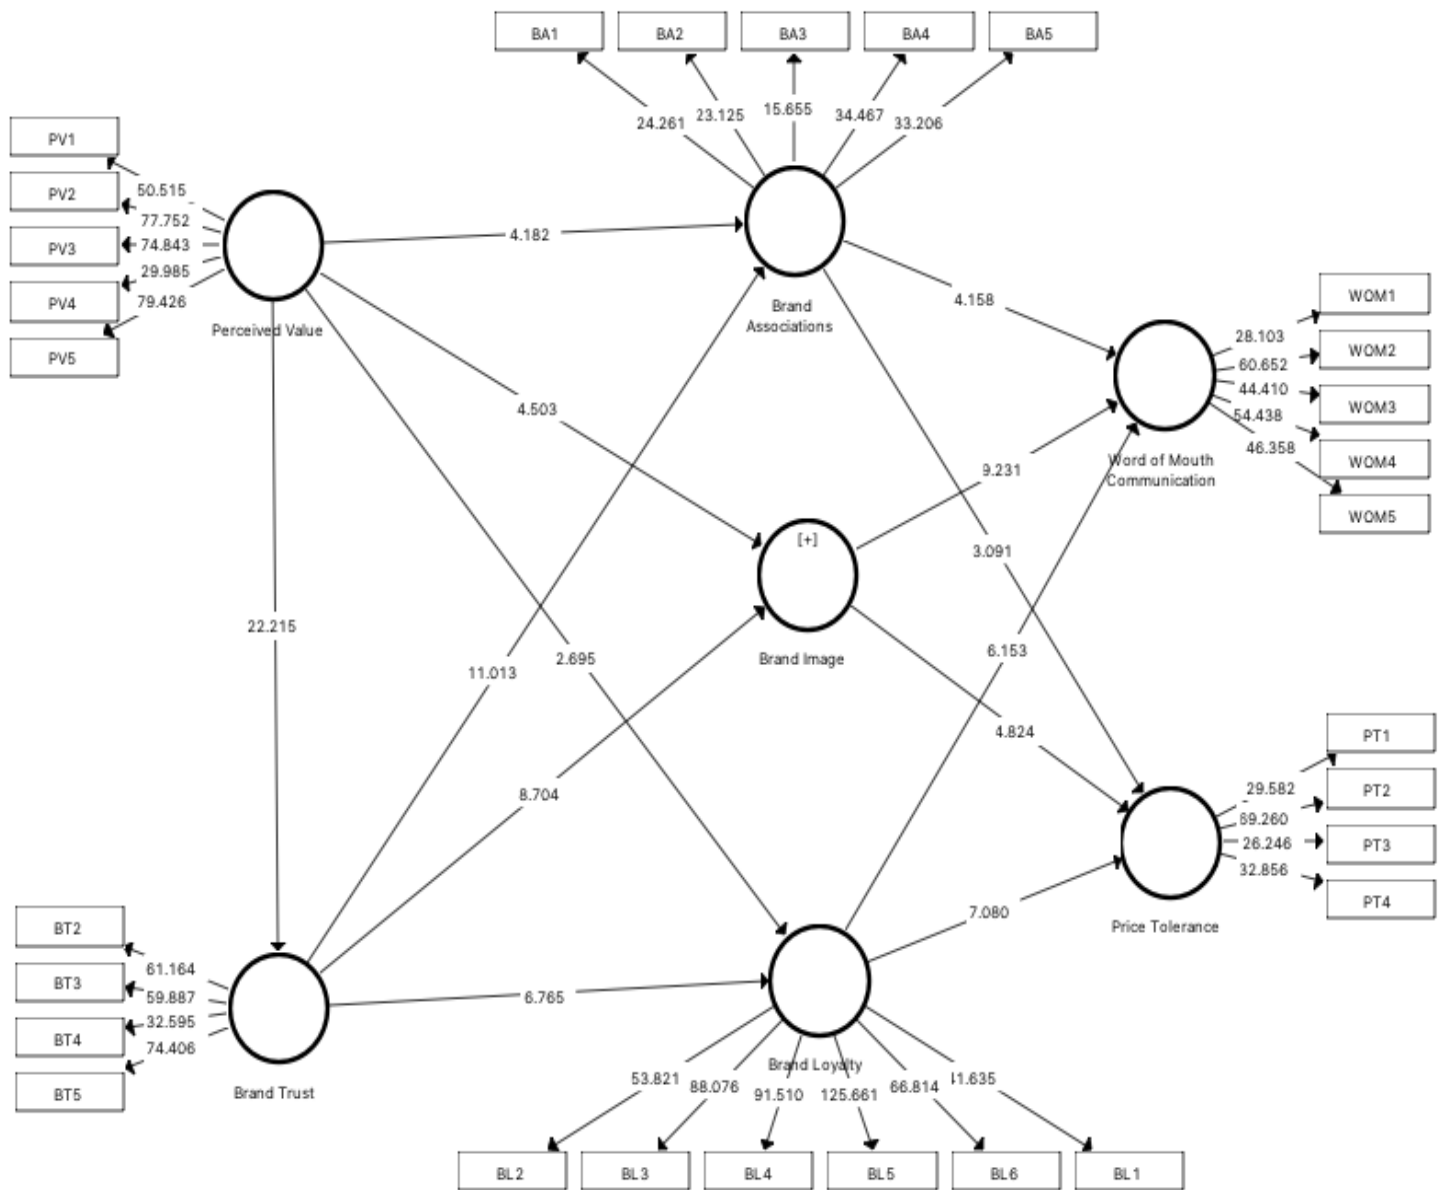 BA1
BA2
BA3
BA4
BA5
24.261
23.125
15.655
34.467
33.206
PV1
PV2
PV3
PV4
PV5
50.515
77.752
74.843
29.985
79.426
Perceived Value
4.182
Brand
Associations
4.158
WOM1
WOM2
WOM3
WOM4
WOM5
28.103
60.652
44.410
54.438
46.358
Word of Mouth
Communication
4.503
9.231
[+]
Brand Image
3.091
22.215
11.013
2.695
6.153
4.824
8.704
PT1
PT2
PT3
PT4
29.582
26.246
32.856
Price Tolerance
7.080
BT2
BT3
BT4
BT5
61.164
59.887
32.595
74.406
Brand Trust
6.765
Brand Loyalty
53.821
88.076
91.510
125.661
66.814
BL2
BL3
BL4
BL5
BL6
BL1